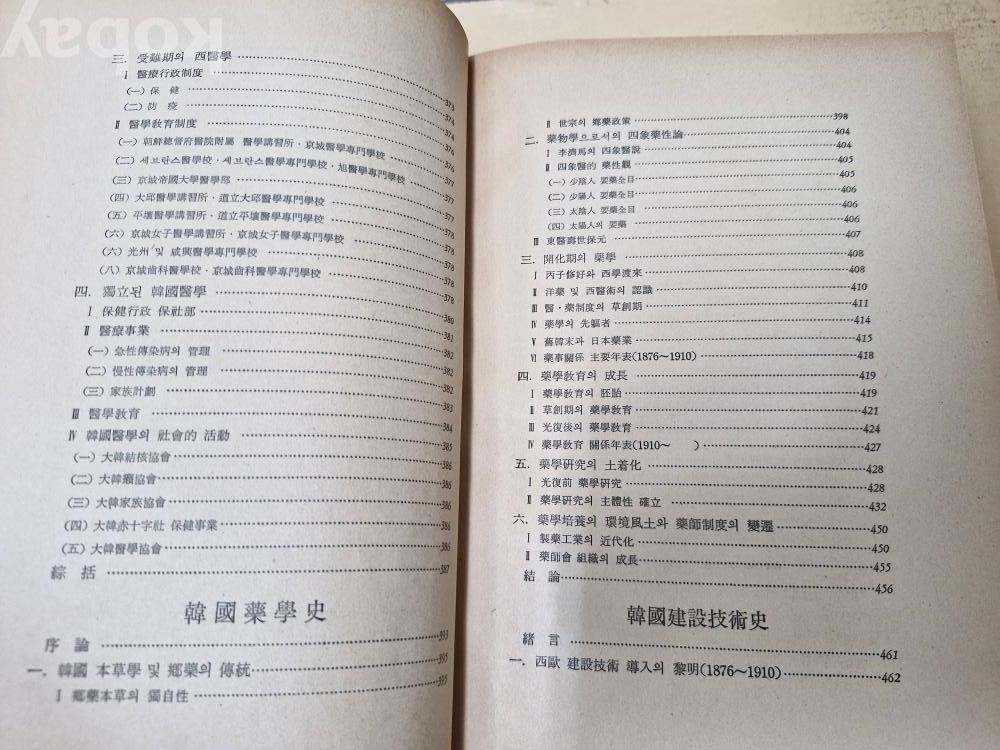 kobay
三. 受難期의 西醫學
Ⅰ 醫療行政制度
(一) 保 健 373
(二) 防 疫 374
Ⅱ 醫學敎育制度 374
(一) 朝鮮總督府醫院附屬 醫學講習所·京城醫學專門學校 374
(二) 세브란스醫學校·세브란스醫學專門學校·旭醫學專門學校 377
(三) 京城帝國大學醫學部 377
(四) 大邱醫學講習所·道立大邱醫學專門學校 377
(五) 平壤醫學講習所·道立平壤醫學專門學校 378
(六) 京城女子醫學講習所·京城女子醫學專門學校 378
(六) 光州 및 咸興醫學專門學校 378
(八) 京城齒科醫學校·京城齒科醫學專門學校 378
四. 獨立된 韓國醫學 380
Ⅰ 保健行政 保社部 381
Ⅱ 醫療事業 382
(一) 急性傳染病의 管理 382
(二) 慢性傳染病의 管理 382
(三) 家族計劃 383
Ⅲ 醫學敎育 384
Ⅳ 韓國醫學의 社會的 活動 385
(一) 大韓結核協會 386
(二) 大韓癩協會 386
(三) 大韓家族協會 386
(四) 大韓赤十字社 保健事業 386
(五) 大韓醫學協會 386
綜 括 387
韓國藥學史
序 論 393
一. 韓國 本草學 및 鄕藥의 傳統 395
Ⅰ 鄕藥本草의 獨自性 395
Ⅱ 世宗의 鄕藥政策 398
二. 藥物學으로서의 四象藥性論 404
Ⅰ 李濟馬의 四象醫說 404
Ⅱ 四象醫的 藥性觀 405
(一) 少陰人 要藥全目 405
(二) 少陽人 要藥全目 406
(三) 太陰人 要藥全目 406
(四) 太陽人의 要藥 406
Ⅲ 東醫壽世保元 407
三. 開化期의 藥學 408
Ⅰ 丙子修好와 西學渡來 408
Ⅱ 洋藥 및 西醫術의 認識 410
Ⅲ 醫·藥制度의 草創期 411
Ⅳ 藥學의 先驅者 414
Ⅴ 舊韓末과 日本藥業 415
Ⅵ 藥事關係 主要年表(1876~1910) 418
四. 藥學敎育의 成長 419
Ⅰ 藥學敎育의 胚胎 419
Ⅱ 草創期의 藥學敎育 421
Ⅲ 光復後의 藥學敎育 424
Ⅳ 藥學敎育 關係年表(1910~ ) 427
五. 藥學硏究의 土着化 428
Ⅰ 光復前 藥學硏究 428
Ⅱ 藥學硏究의 主體性 確立 432
六. 藥學培養의 環境風土와 藥師制度의 變遷 450
Ⅰ 製藥工業의 近代化 450
Ⅱ 藥師會 組織의 成長 455
結 論 456
韓國建設技術史
緖 言 461
一. 西歐 建設技術 導入의 黎明(1876~1910) 462